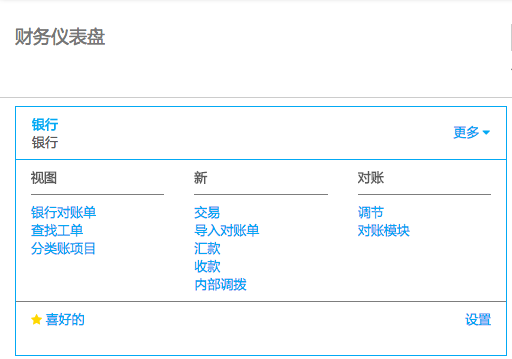 财务仪表盘
银行
银行
更多
视图
银行对账单
查找工单
分类账项目
新
交易
导入对账单
汇款
收款
内部调拨
对账
调节
对账模块
喜好的
设置